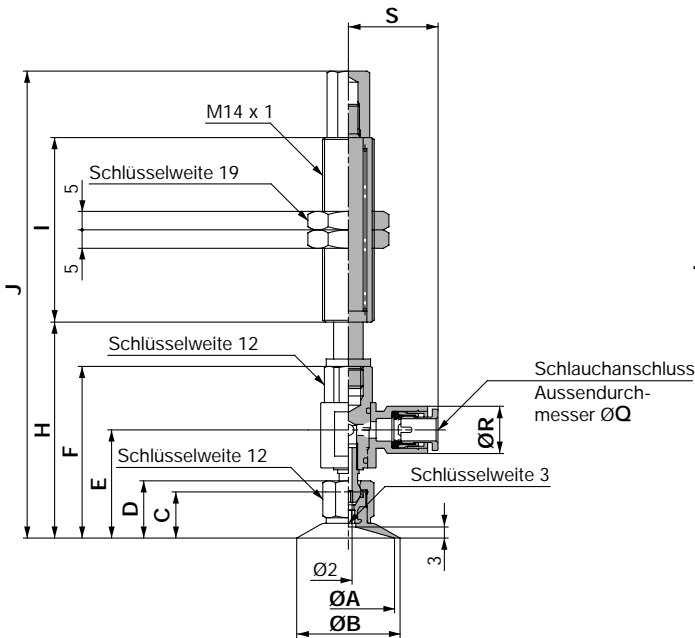 S
M14 x 1
Schlüsselweite 19
5
5
I
J
Schlüsselweite 12
Schlauchanschluss
Aussendurch-
messer ØQ
ØR
H
F
E
Schlüsselweite 12
D
C
Schlüsselweite 3
3
Ø2
ØA
ØB